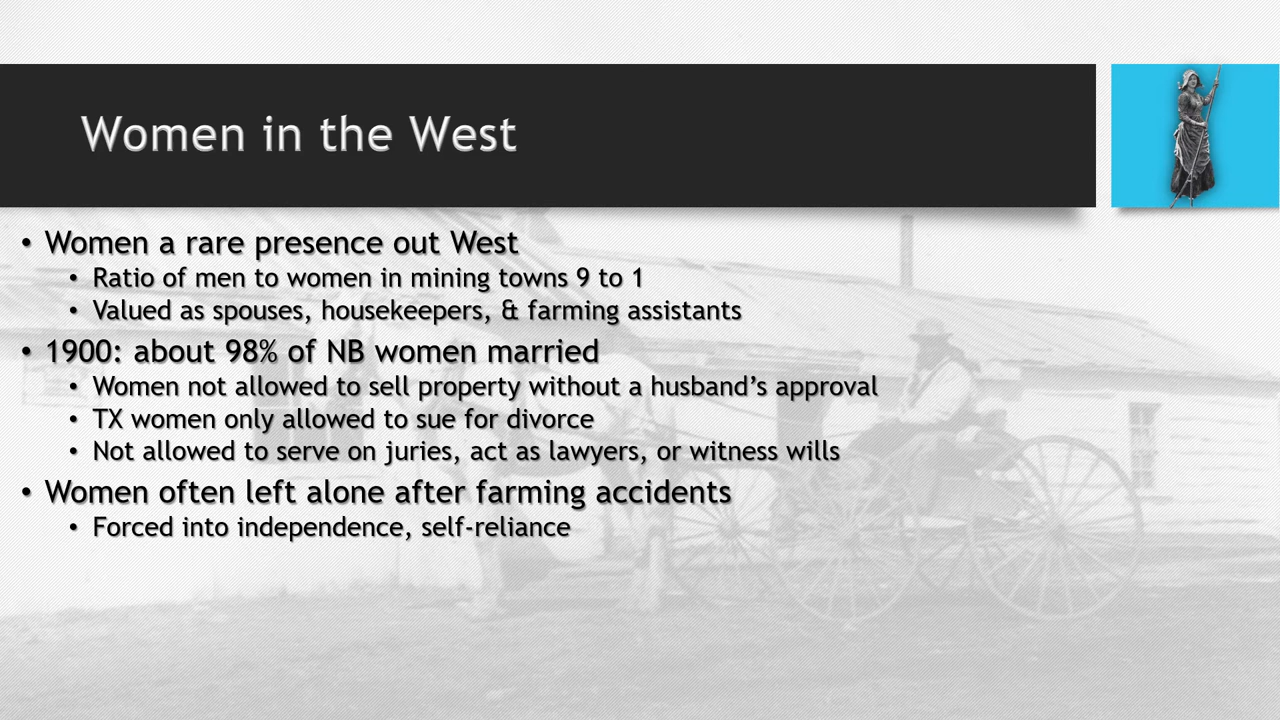 Women in the West
• Women a rare presence out West
• Ratio of men to women in mining towns 9 to 1
• Valued as spouses, housekeepers, & farming assistants
• 1900: about 98% of NB women married
• Women not allowed to sell property without a husband’s approval
• TX women only allowed to sue for divorce
• Not allowed to serve on juries, act as lawyers, or witness wills
• Women often left alone after farming accidents
• Forced into independence, self-reliance